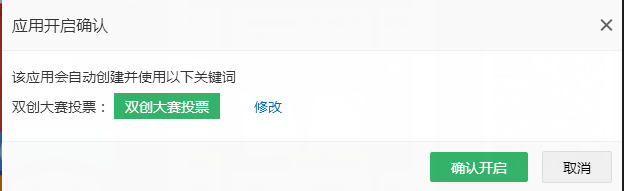 应用开启确认 ×
该应用会自动创建并使用以下关键词
双创大赛投票： 双创大赛投票 修改
确认开启 取消